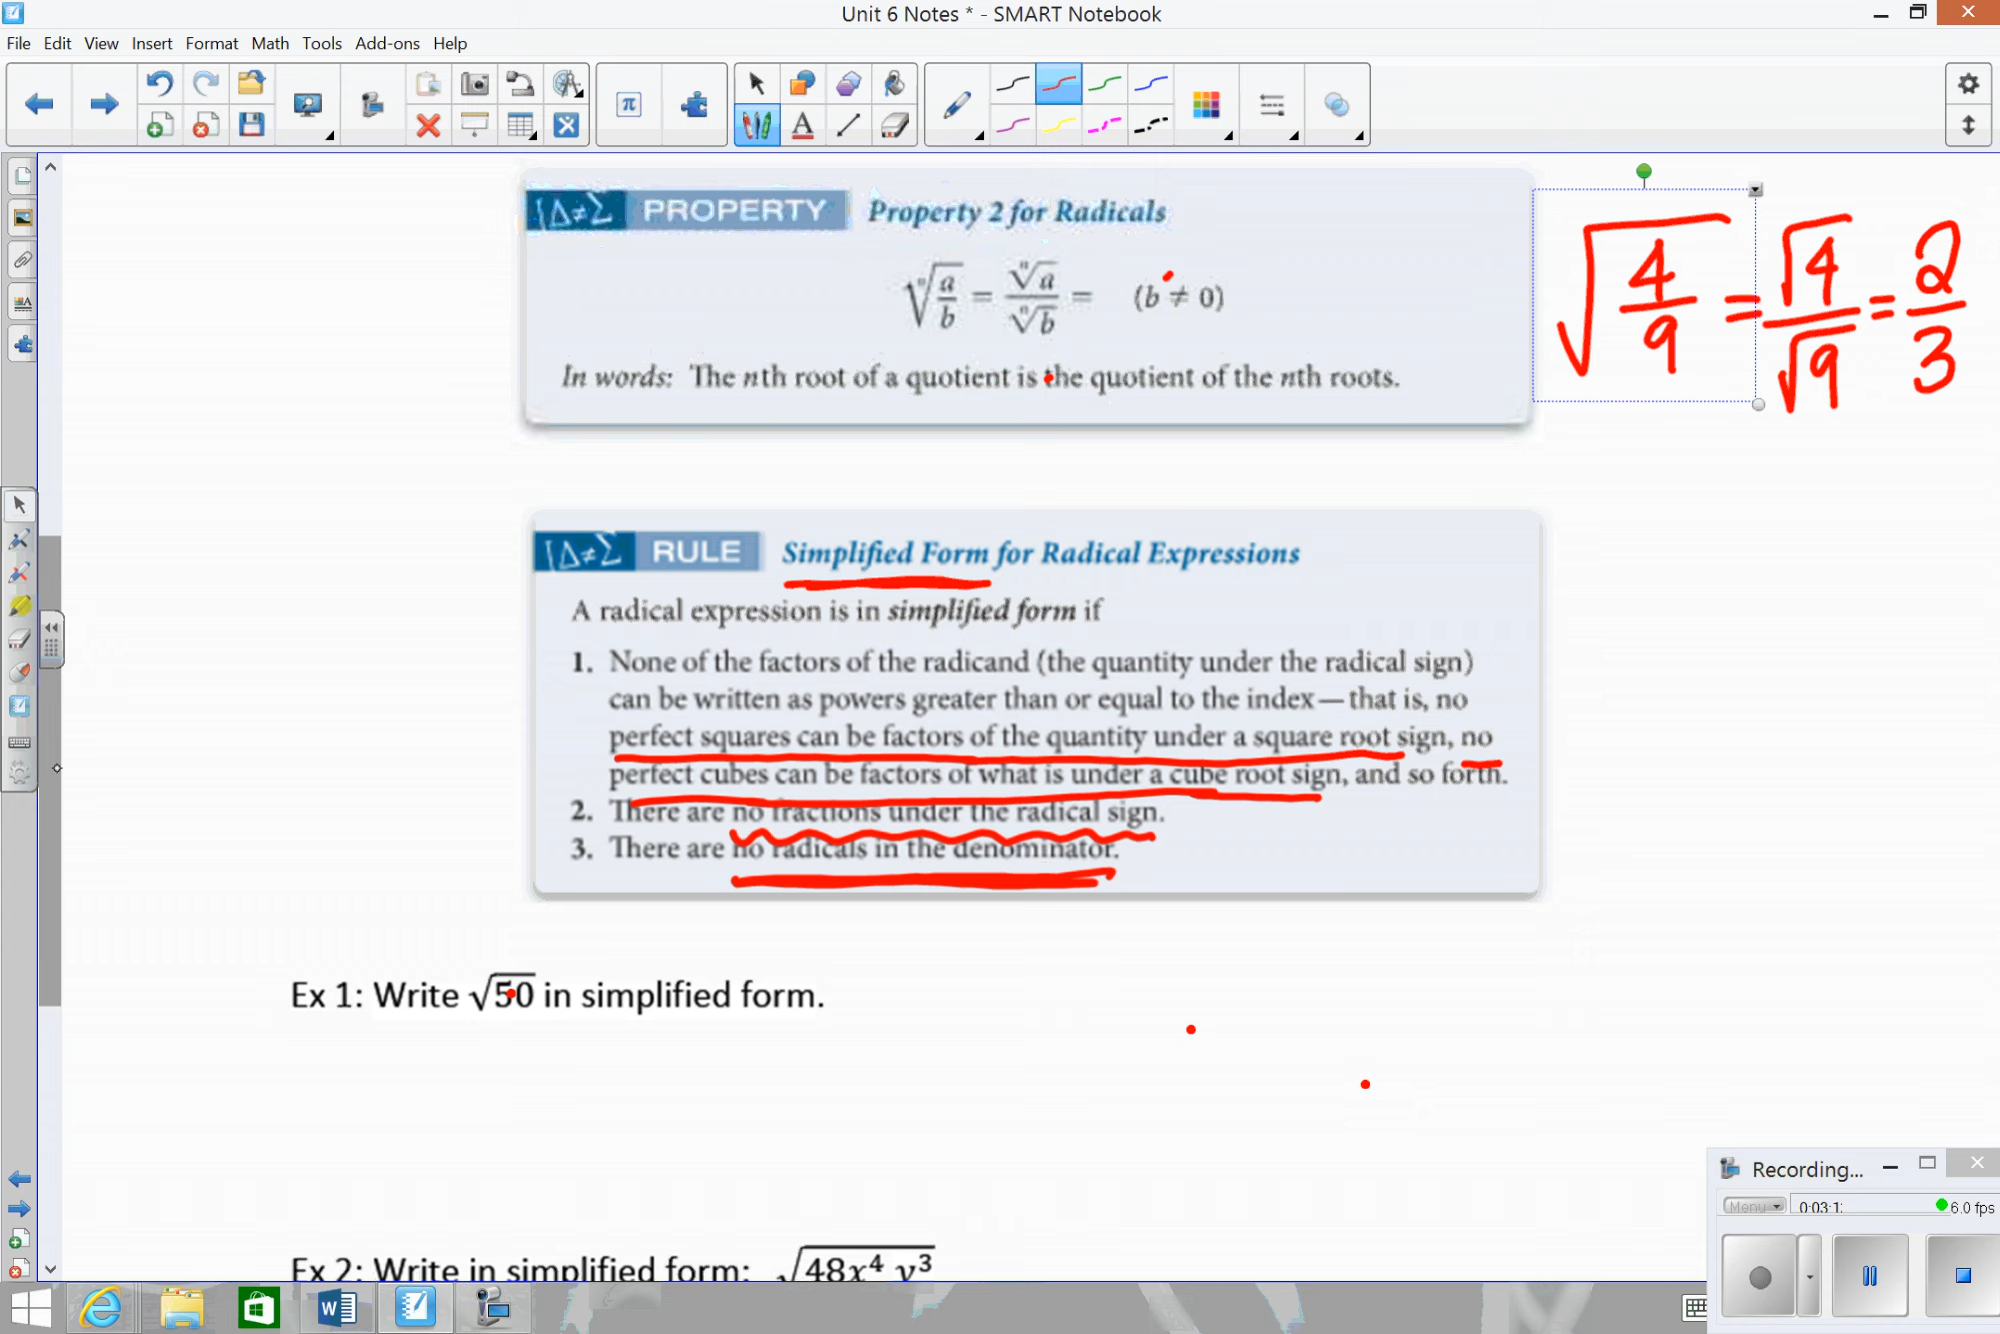 Unit 6 Notes * - SMART Notebook
File Edit View Insert Format Math Tools Add-ons Help
PROPERTY Property 2 for Radicals
ⁿ√(a/b) = ⁿ√a/ⁿ√b = (b ≠ 0)
In words: The nth root of a quotient is the quotient of the nth roots.
√(4/9) = √4/√9 = 2/3
RULE Simplified Form for Radical Expressions
A radical expression is in simplified form if
1. None of the factors of the radicand (the quantity under the radical sign)
can be written as powers greater than or equal to the index—that is, no
perfect squares can be factors of the quantity under a square root sign, no
perfect cubes can be factors of what is under a cube root sign, and so forth.
2. There are no fractions under the radical sign.
3. There are no radicals in the denominator.
Ex 1: Write √50 in simplified form.
Ex 2: Write in simplified form: √48x⁴ y³
Recording...
Menu 0:03:1 6.0 fps